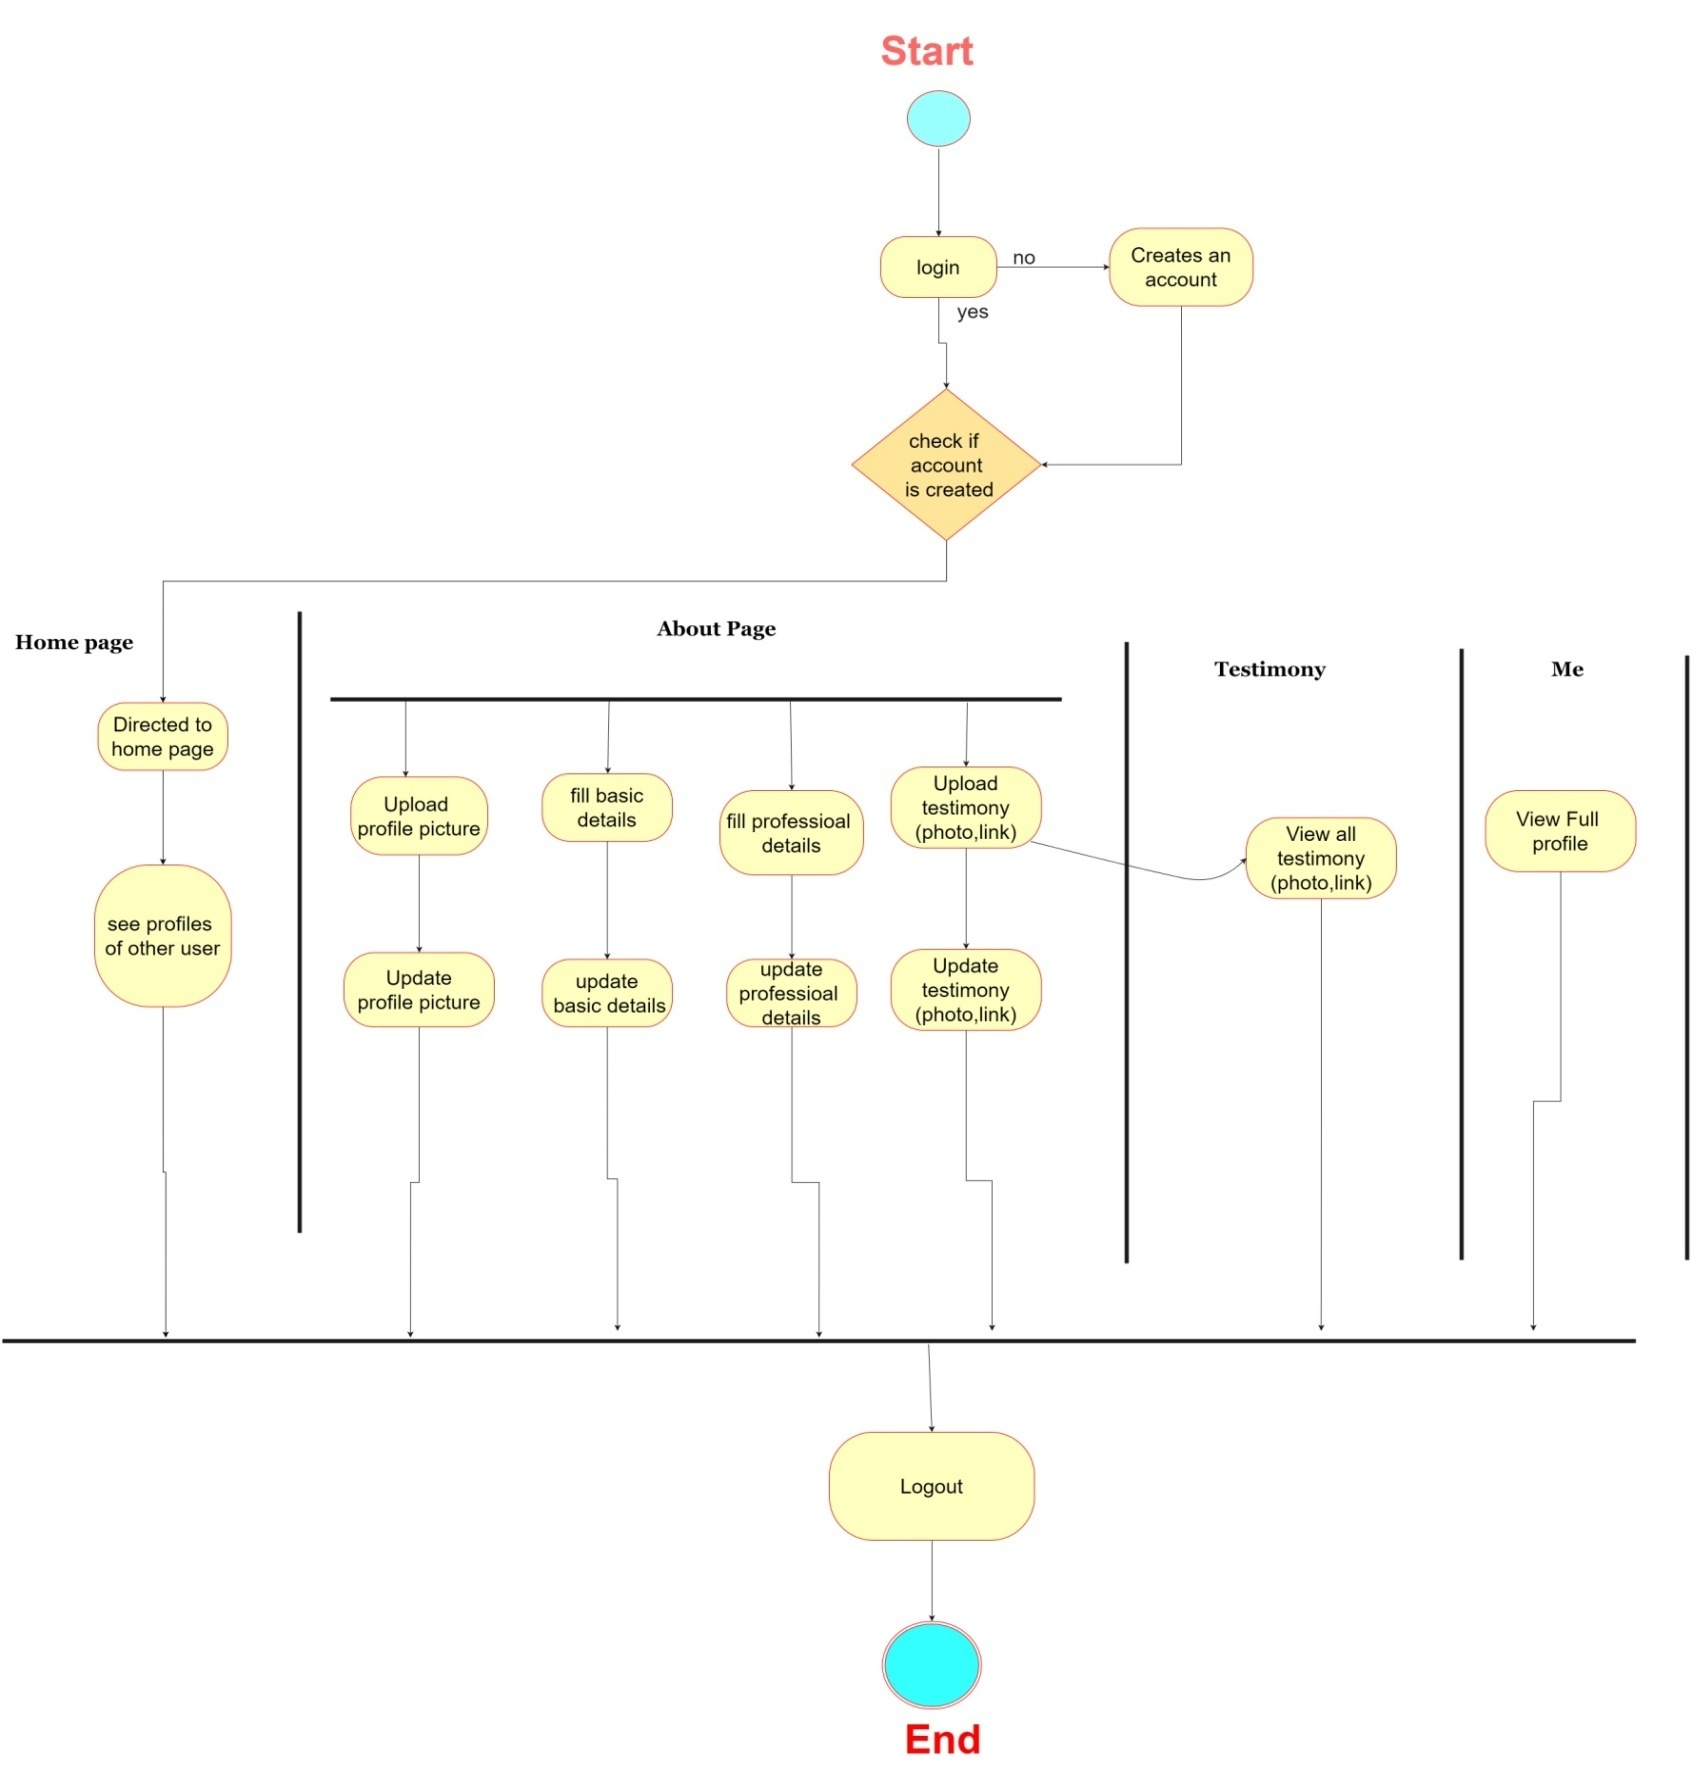 Start
login
no
Creates an
account
yes
check if
account
is created
Home page
About Page
Testimony
Me
Directed to
home page
see profiles
of other user
Upload
profile picture
Update
profile picture
fill basic
details
update
basic details
fill professioal
details
update
professioal
details
Upload
testimony
(photo,link)
Update
testimony
(photo,link)
View all
testimony
(photo,link)
View Full
profile
Logout
End